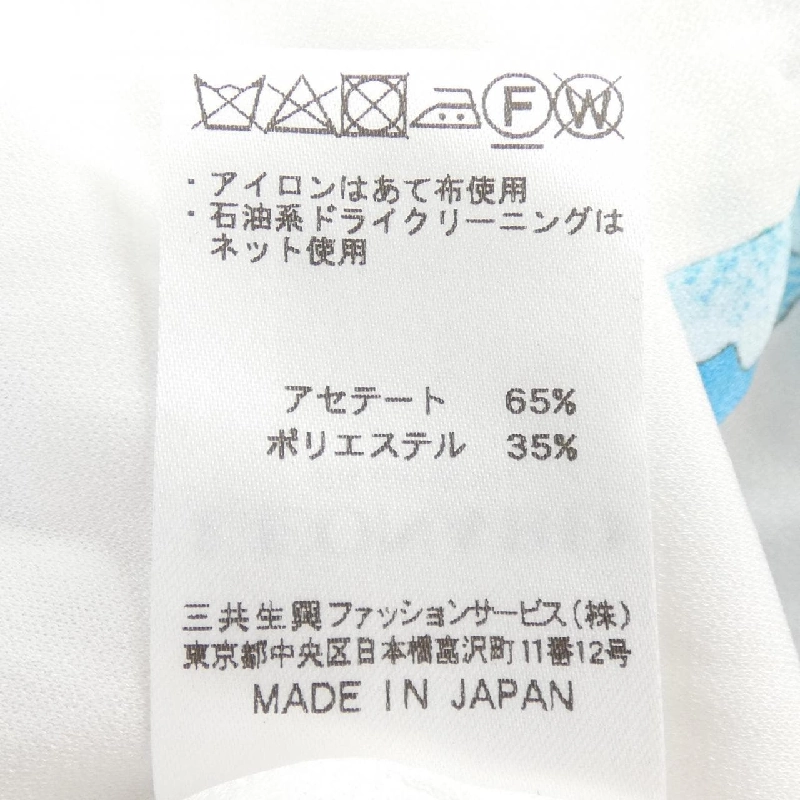 F W
・アイロンはあて布使用
・石油系ドライクリーニングは
ネット使用
アセテート 65%
ポリエステル 35%
三共生興ファッションサービス(株)
東京都中央区日本橋富沢町11番12号
MADE IN JAPAN